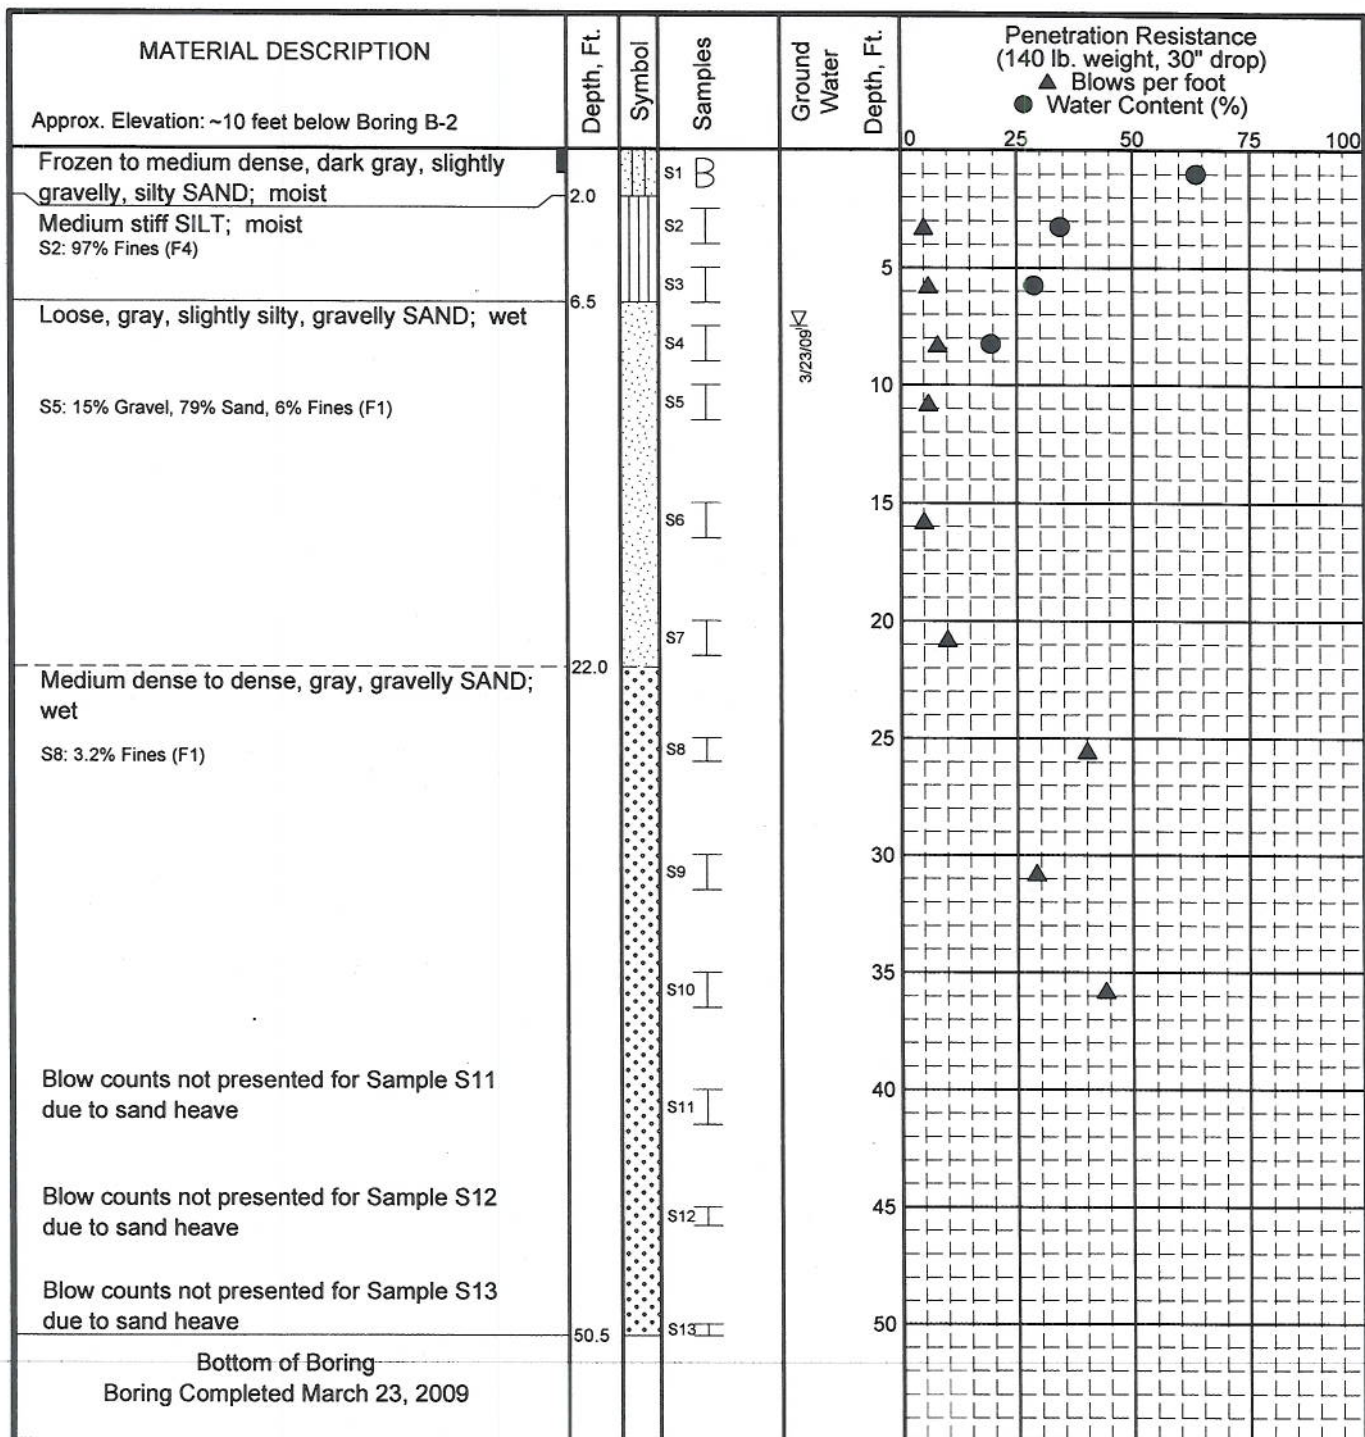 MATERIAL DESCRIPTION
Approx. Elevation: ~10 feet below Boring B-2
Depth, Ft.
Symbol
Samples
Ground
Water
Depth, Ft.
Penetration Resistance
(140 lb. weight, 30" drop)
▲ Blows per foot
● Water Content (%)
0 25 50 75 100
Frozen to medium dense, dark gray, slightly
gravelly, silty SAND; moist
2.0
Medium stiff SILT; moist
S2: 97% Fines (F4)
6.5
Loose, gray, slightly silty, gravelly SAND; wet
S5: 15% Gravel, 79% Sand, 6% Fines (F1)
22.0
Medium dense to dense, gray, gravelly SAND;
wet
S8: 3.2% Fines (F1)
Blow counts not presented for Sample S11
due to sand heave
Blow counts not presented for Sample S12
due to sand heave
Blow counts not presented for Sample S13
due to sand heave
50.5
Bottom of Boring
Boring Completed March 23, 2009
S1
S2
S3
S4
S5
S6
S7
S8
S9
S10
S11
S12
S13
3/23/09
5
10
15
20
25
30
35
40
45
50